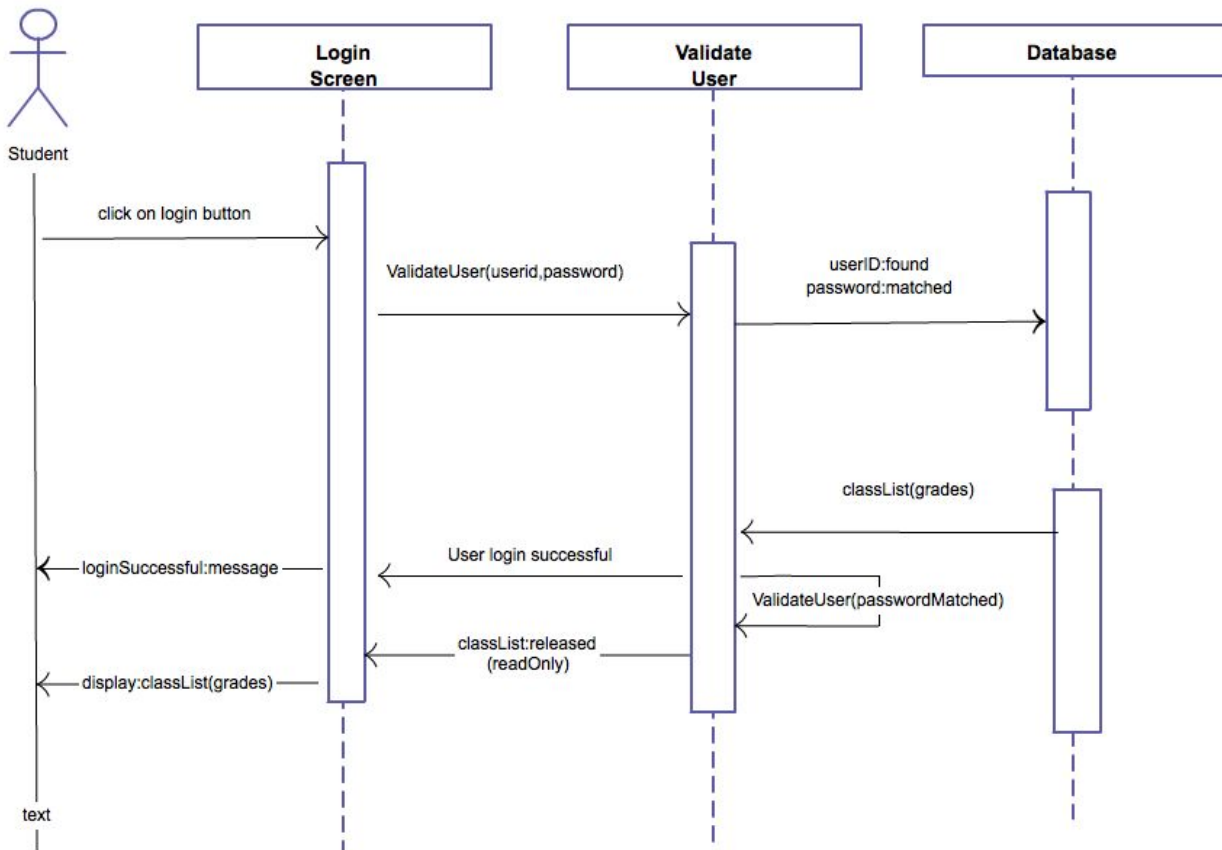 Login
Screen
Validate
User
Database
Student
click on login button
ValidateUser(userid,password)
userID:found
password:matched
classList(grades)
User login successful
loginSuccessful:message
ValidateUser(passwordMatched)
classList:released
(readOnly)
display:classList(grades)
text